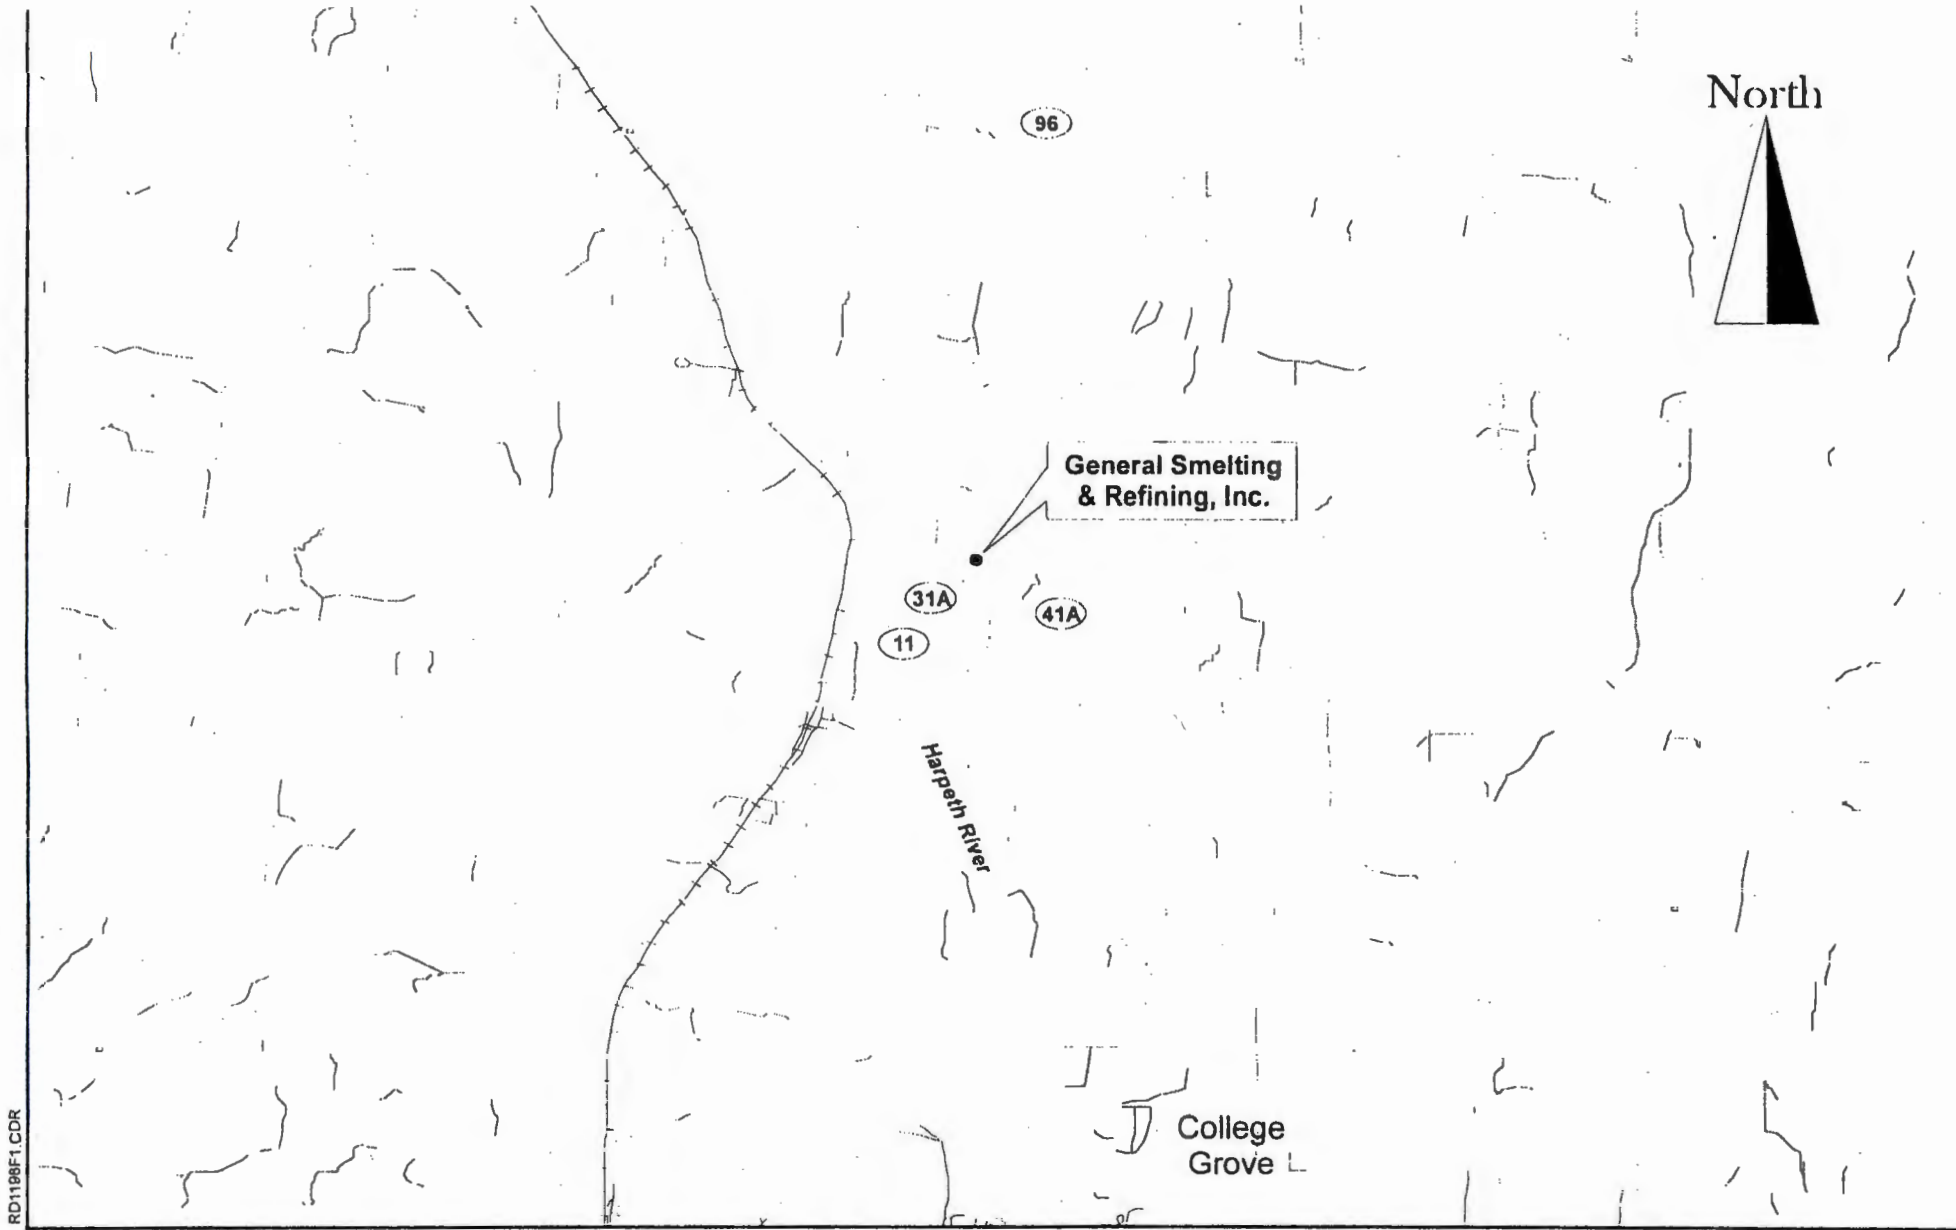 North
96
General Smelting
& Refining, Inc.
31A
41A
11
Harpeth River
College
Grove
RD1198F1.CDR